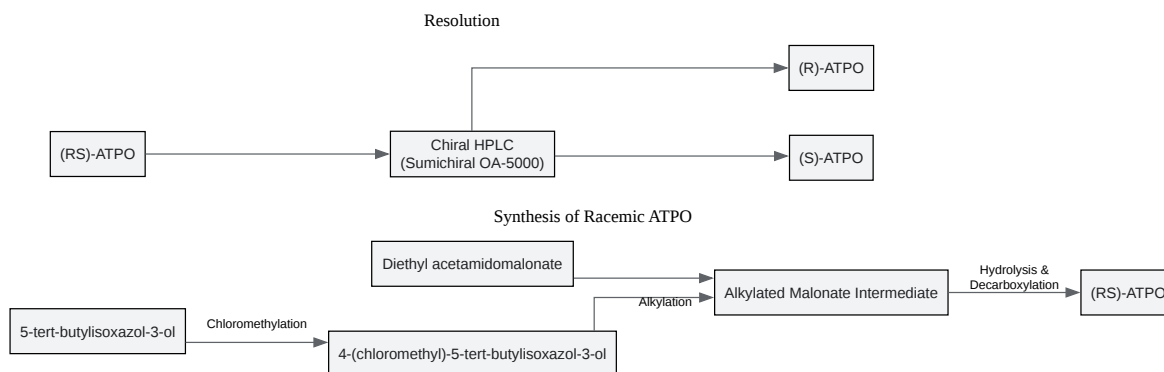 Resolution
(R)-ATPO
(RS)-ATPO
Chiral HPLC
(Sumichiral OA-5000)
(S)-ATPO
Synthesis of Racemic ATPO
Diethyl acetamidomalonate
Hydrolysis &
Decarboxylation
Alkylation
Alkylated Malonate Intermediate
(RS)-ATPO
5-tert-butylisoxazol-3-ol
Chloromethylation
4-(chloromethyl)-5-tert-butylisoxazol-3-ol